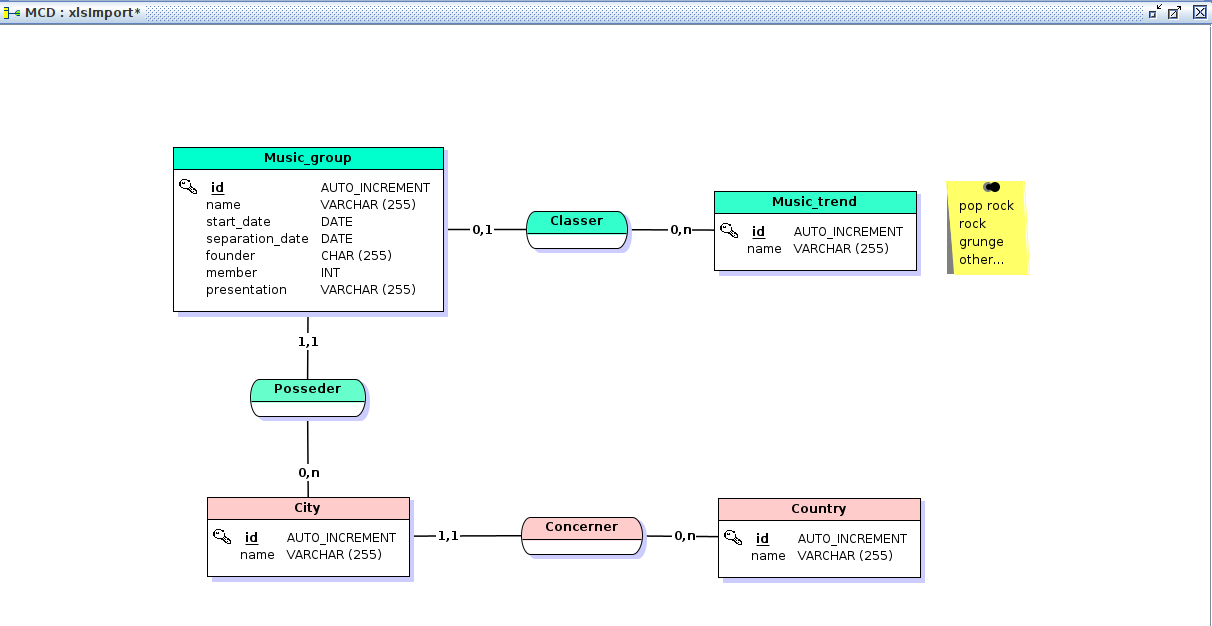 MCD : xlsImport*
Music_group
id AUTO_INCREMENT
name VARCHAR (255)
start_date DATE
separation_date DATE
founder CHAR (255)
member INT
presentation VARCHAR (255)
0,1
Classer
0,n
Music_trend
id AUTO_INCREMENT
name VARCHAR (255)
pop rock
rock
grunge
other...
1,1
Posseder
0,n
City
id AUTO_INCREMENT
name VARCHAR (255)
1,1
Concerner
0,n
Country
id AUTO_INCREMENT
name VARCHAR (255)